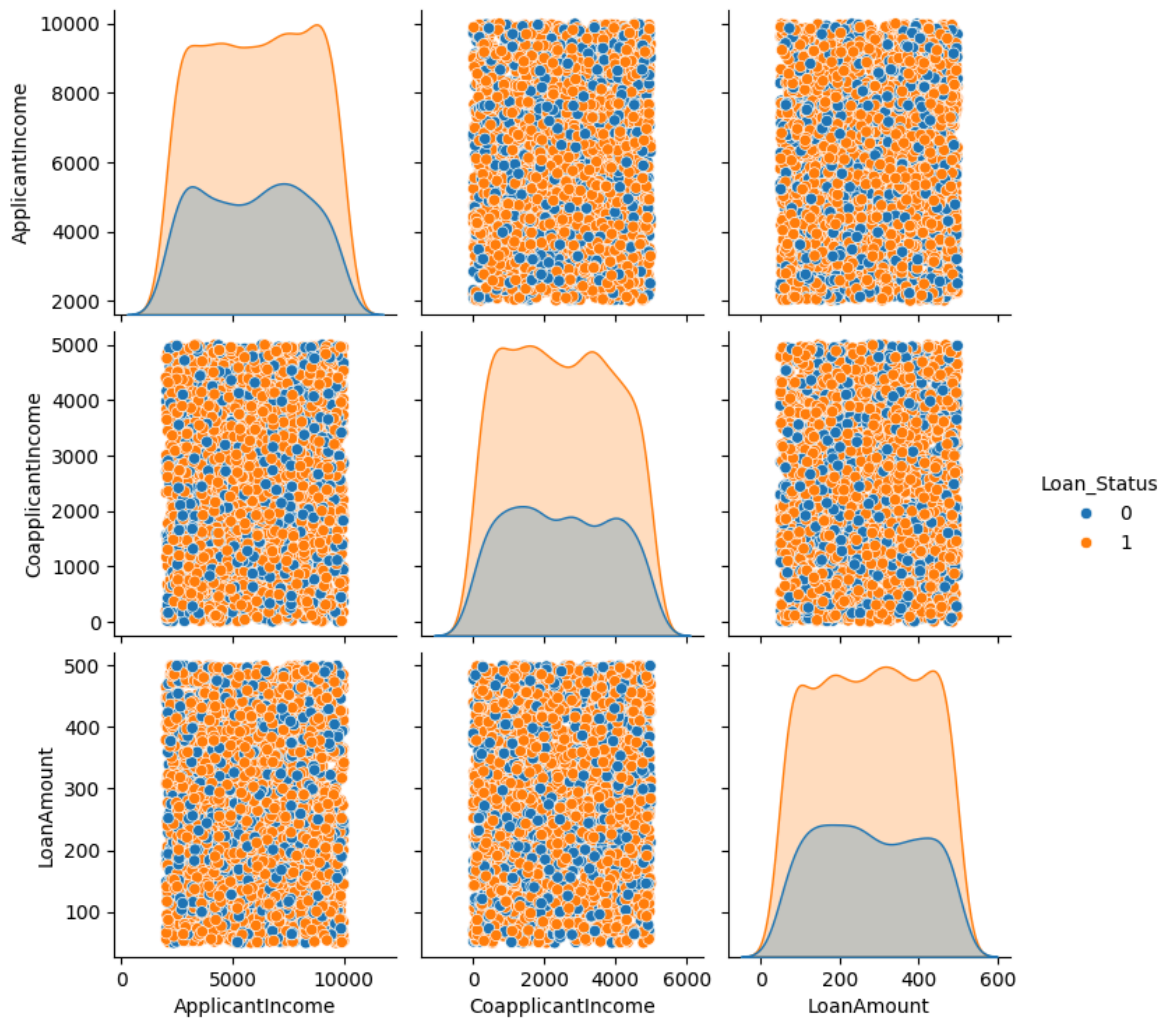 ApplicantIncome
10000
8000
6000
4000
2000
CoapplicantIncome
5000
4000
3000
2000
1000
0
Loan_Status
0
1
LoanAmount
500
400
300
200
100
0 5000 10000
0 2000 4000 6000
0 200 400 600
ApplicantIncome
CoapplicantIncome
LoanAmount